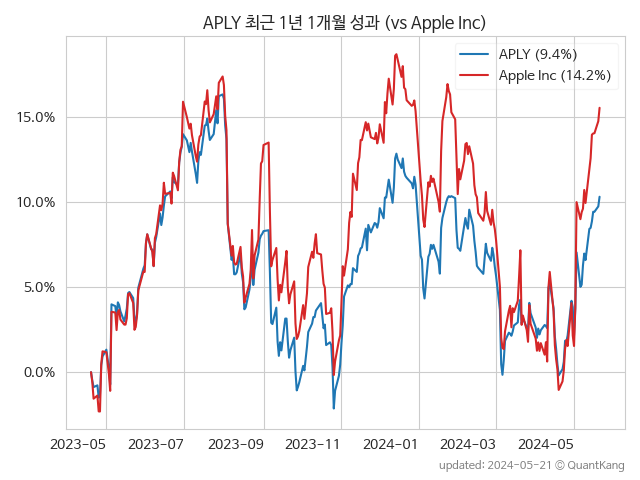 APLY 최근 1년 1개월 성과 (vs Apple Inc)
APLY (9.4%)
Apple Inc (14.2%)
15.0%
10.0%
5.0%
0.0%
2023-05 2023-07 2023-09 2023-11 2024-01 2024-03 2024-05
updated: 2024-05-21 © QuantKang